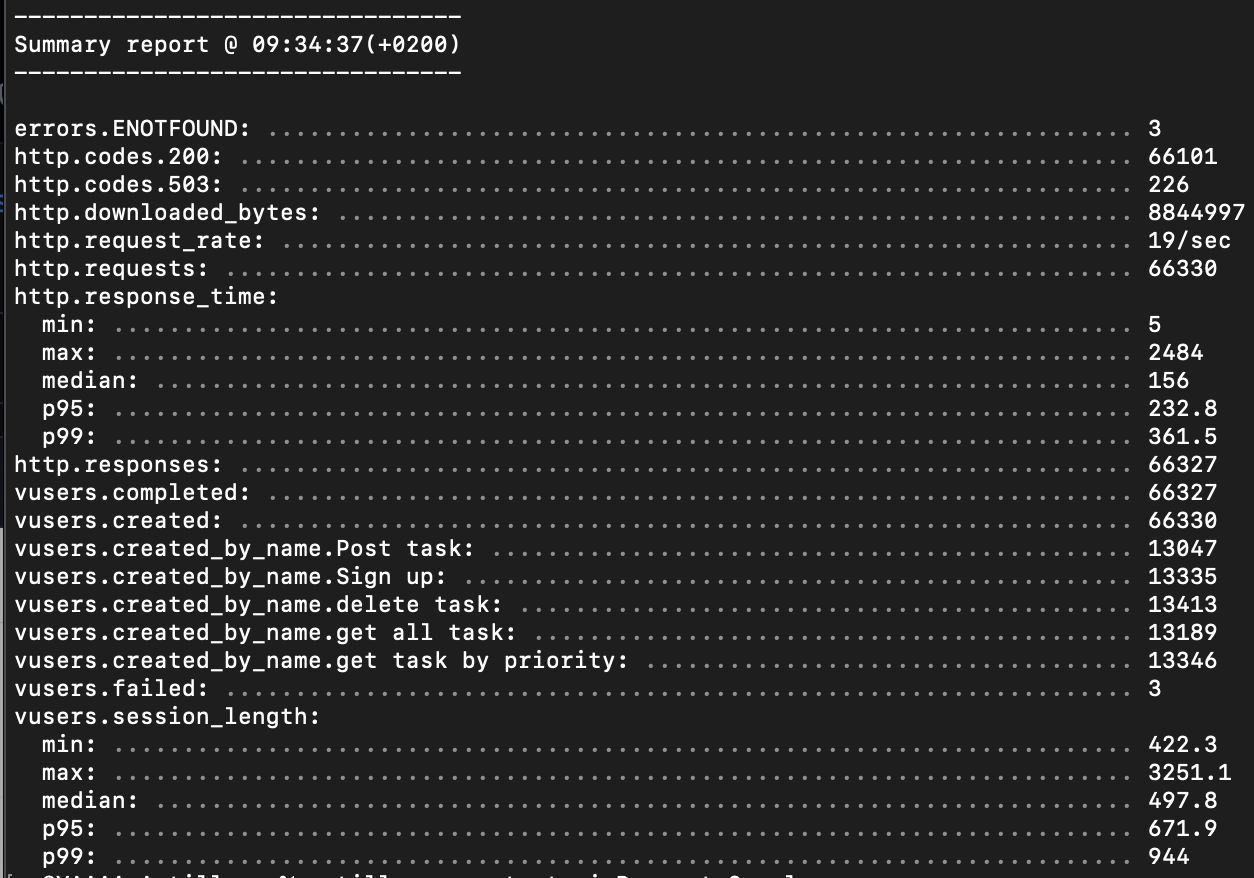 --------------------------------
Summary report @ 09:34:37(+0200)
--------------------------------
errors.ENOTFOUND: .............................................................. 3
http.codes.200: ................................................................ 66101
http.codes.503: ................................................................ 226
http.downloaded_bytes: ......................................................... 8844997
http.request_rate: ............................................................. 19/sec
http.requests: ................................................................. 66330
http.response_time:
  min: ......................................................................... 5
  max: ......................................................................... 2484
  median: ...................................................................... 156
  p95: ......................................................................... 232.8
  p99: ......................................................................... 361.5
http.responses: ................................................................ 66327
vusers.completed: .............................................................. 66327
vusers.created: ................................................................ 66330
vusers.created_by_name.Post task: .............................................. 13047
vusers.created_by_name.Sign up: ................................................ 13335
vusers.created_by_name.delete task: ............................................ 13413
vusers.created_by_name.get all task: ........................................... 13189
vusers.created_by_name.get task by priority: ................................... 13346
vusers.failed: ................................................................. 3
vusers.session_length:
  min: ......................................................................... 422.3
  max: ......................................................................... 3251.1
  median: ...................................................................... 497.8
  p95: ......................................................................... 671.9
  p99: ......................................................................... 944